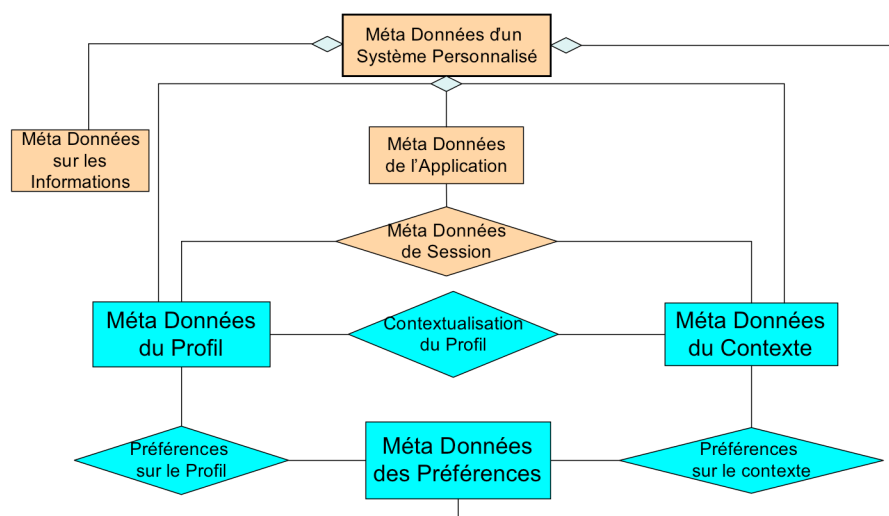 Méta Données d'un
Système Personnalisé
Méta Données
sur les
Informations
Méta Données
de l'Application
Méta Données
de Session
Méta Données
du Profil
Contextualisation
du Profil
Méta Données
du Contexte
Préférences
sur le Profil
Méta Données
des Préférences
Préférences
sur le contexte